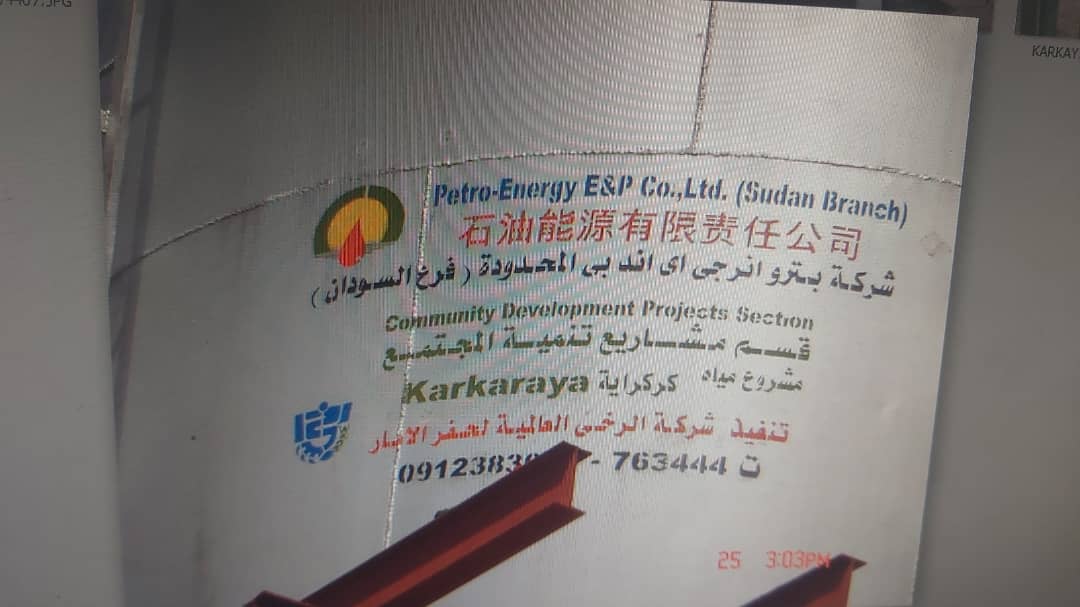 Petro-Energy E&P Co.,Ltd. (Sudan Branch)
石油能源有限责任公司
شركة بترو انرجى اى اند بى المحدودة ( فرع السودان )
Community Development Projects Section
قسم مشاريع تنمية المجتمع
مشروع مياه كركراية Karkaraya
تنفيذ شركة الرخى العالمية لحفر الابار
ت 763444 -
25 3:03PM